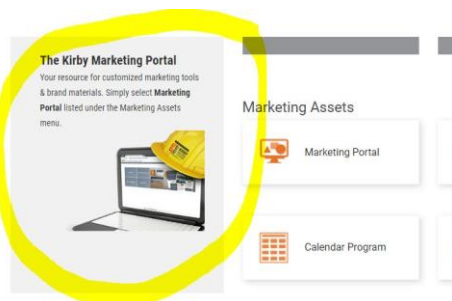 The Kirby Marketing Portal
Your resource for customized marketing tools
& brand materials. Simply select Marketing
Portal listed under the Marketing Assets
menu.
Marketing Assets
Marketing Portal
Calendar Program